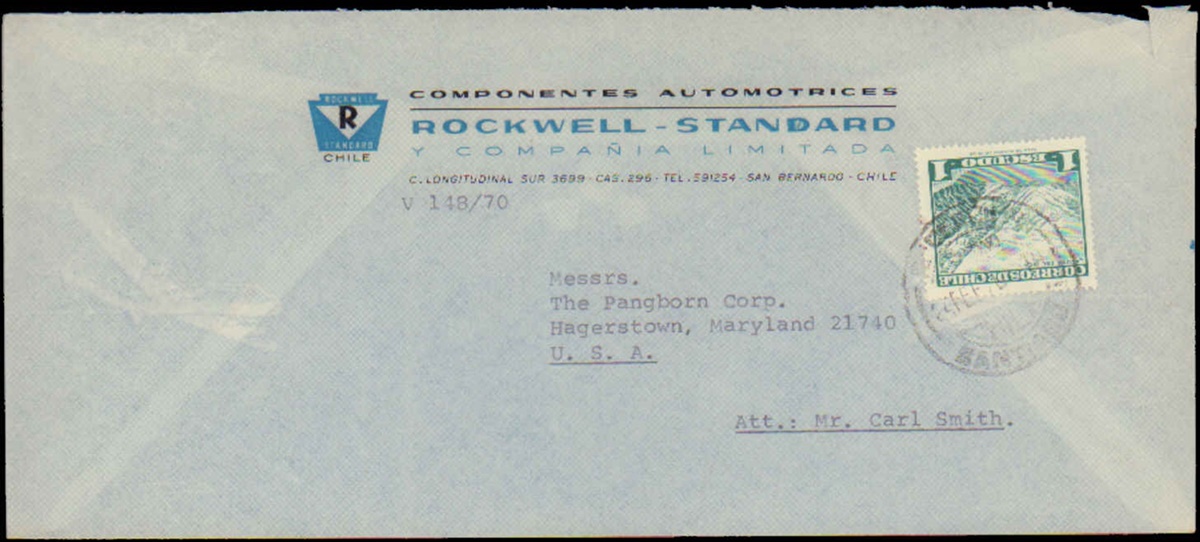 ROCKWELL
R
STANDARD
CHILE
COMPONENTES AUTOMOTRICES
ROCKWELL-STANDARD
Y COMPAÑIA LIMITADA
C. LONGITUDINAL SUR 3699 - CAS. 296 - TEL. 591254 - SAN BERNARDO - CHILE
V 148/70
1 ESCUDO 1
CORREOS DE CHILE
Messrs.
The Pangborn Corp.
Hagerstown, Maryland 21740
U. S. A.
Att.: Mr. Carl Smith.